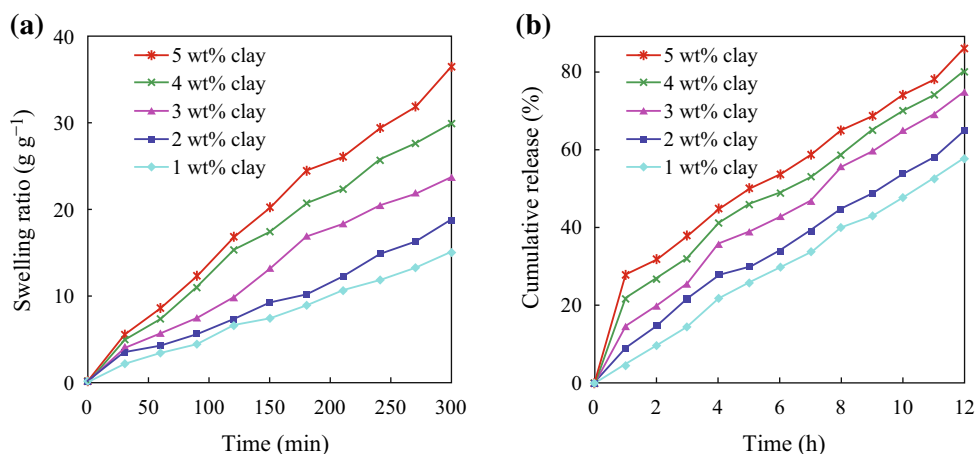 (a)
40
30
20
10
0
Swelling ratio (g g⁻¹)
5 wt% clay
4 wt% clay
3 wt% clay
2 wt% clay
1 wt% clay
0 50 100 150 200 250 300
Time (min)
(b)
80
60
40
20
0
Cumulative release (%)
5 wt% clay
4 wt% clay
3 wt% clay
2 wt% clay
1 wt% clay
0 2 4 6 8 10 12
Time (h)